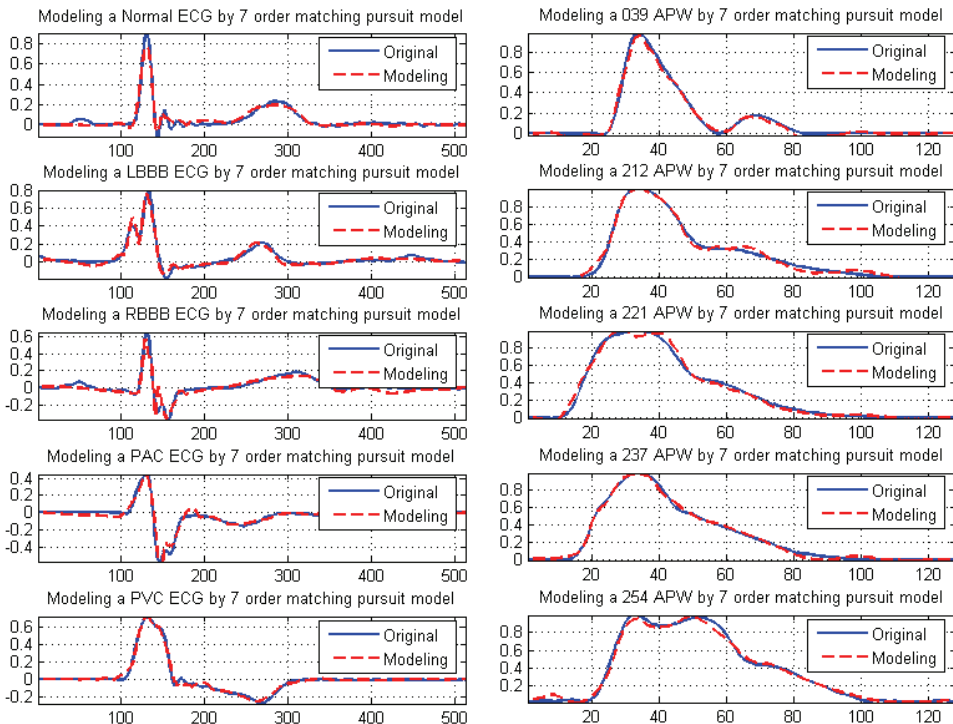 Modeling a Normal ECG by 7 order matching pursuit model
0.8
0.6
0.4
0.2
0
Original
Modeling
100 200 300 400 500
Modeling a LBBB ECG by 7 order matching pursuit model
0.8
0.6
0.4
0.2
0
Original
Modeling
100 200 300 400 500
Modeling a RBBB ECG by 7 order matching pursuit model
0.6
0.4
0.2
0
-0.2
Original
Modeling
100 200 300 400 500
Modeling a PAC ECG by 7 order matching pursuit model
0.4
0.2
0
-0.2
-0.4
Original
Modeling
100 200 300 400 500
Modeling a PVC ECG by 7 order matching pursuit model
0.6
0.4
0.2
0
-0.2
Original
Modeling
100 200 300 400 500
Modeling a 039 APW by 7 order matching pursuit model
0.8
0.6
0.4
0.2
0
Original
Modeling
20 40 60 80 100 120
Modeling a 212 APW by 7 order matching pursuit model
0.8
0.6
0.4
0.2
0
Original
Modeling
20 40 60 80 100 120
Modeling a 221 APW by 7 order matching pursuit model
0.8
0.6
0.4
0.2
0
Original
Modeling
20 40 60 80 100 120
Modeling a 237 APW by 7 order matching pursuit model
0.8
0.6
0.4
0.2
0
Original
Modeling
20 40 60 80 100 120
Modeling a 254 APW by 7 order matching pursuit model
0.8
0.6
0.4
0.2
Original
Modeling
20 40 60 80 100 120